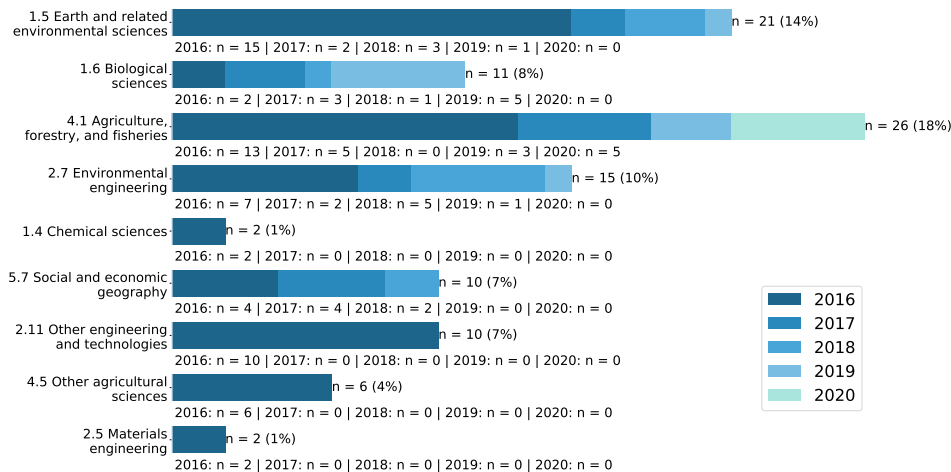 1.5 Earth and related
environmental sciences
n = 21 (14%)
2016: n = 15 | 2017: n = 2 | 2018: n = 3 | 2019: n = 1 | 2020: n = 0
1.6 Biological
sciences
n = 11 (8%)
2016: n = 2 | 2017: n = 3 | 2018: n = 1 | 2019: n = 5 | 2020: n = 0
4.1 Agriculture,
forestry, and fisheries
n = 26 (18%)
2016: n = 13 | 2017: n = 5 | 2018: n = 0 | 2019: n = 3 | 2020: n = 5
2.7 Environmental
engineering
n = 15 (10%)
2016: n = 7 | 2017: n = 2 | 2018: n = 5 | 2019: n = 1 | 2020: n = 0
1.4 Chemical sciences
n = 2 (1%)
2016: n = 2 | 2017: n = 0 | 2018: n = 0 | 2019: n = 0 | 2020: n = 0
5.7 Social and economic
geography
n = 10 (7%)
2016: n = 4 | 2017: n = 4 | 2018: n = 2 | 2019: n = 0 | 2020: n = 0
2.11 Other engineering
and technologies
n = 10 (7%)
2016: n = 10 | 2017: n = 0 | 2018: n = 0 | 2019: n = 0 | 2020: n = 0
4.5 Other agricultural
sciences
n = 6 (4%)
2016: n = 6 | 2017: n = 0 | 2018: n = 0 | 2019: n = 0 | 2020: n = 0
2.5 Materials
engineering
n = 2 (1%)
2016: n = 2 | 2017: n = 0 | 2018: n = 0 | 2019: n = 0 | 2020: n = 0
2016
2017
2018
2019
2020